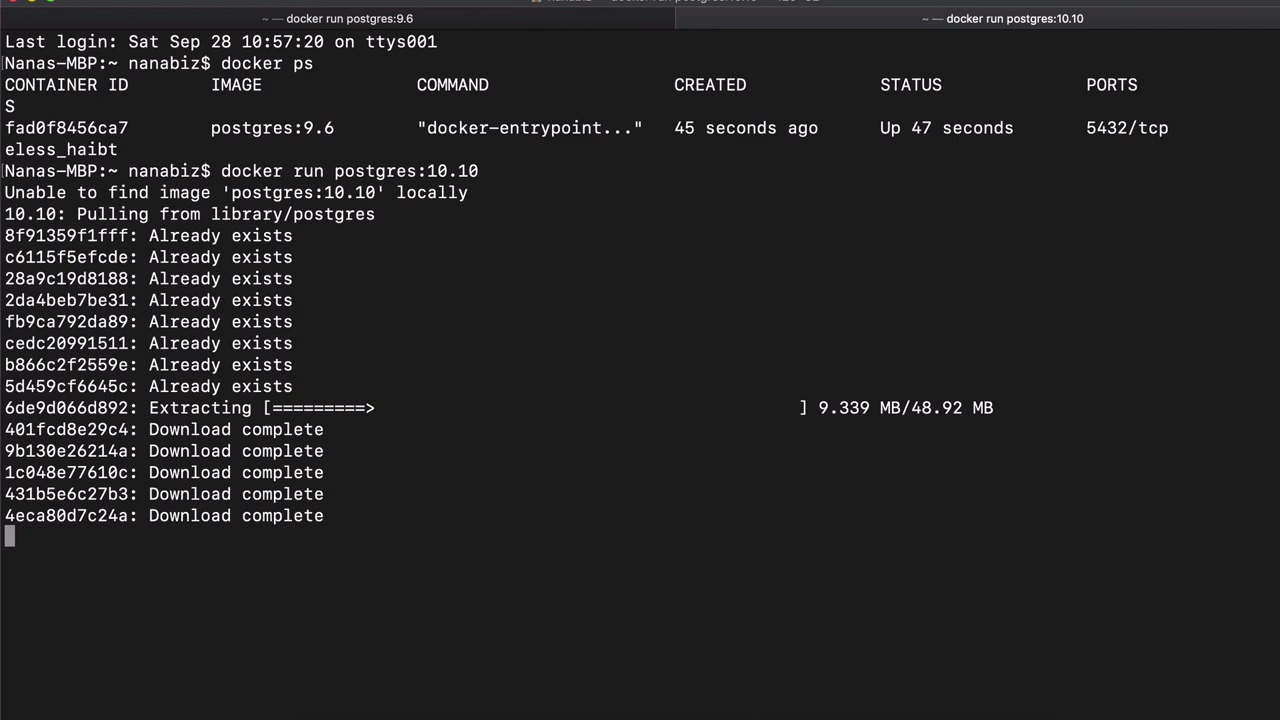 ~ — docker run postgres:9.6
~ — docker run postgres:10.10
Last login: Sat Sep 28 10:57:20 on ttys001
[Nanas-MBP:~ nanabiz$ docker ps
CONTAINER ID IMAGE COMMAND CREATED STATUS PORTS
S
fad0f8456ca7 postgres:9.6 "docker-entrypoint..." 45 seconds ago Up 47 seconds 5432/tcp
eless_haibt
[Nanas-MBP:~ nanabiz$ docker run postgres:10.10
Unable to find image 'postgres:10.10' locally
10.10: Pulling from library/postgres
8f91359f1fff: Already exists
c6115f5efcde: Already exists
28a9c19d8188: Already exists
2da4beb7be31: Already exists
fb9ca792da89: Already exists
cedc20991511: Already exists
b866c2f2559e: Already exists
5d459cf6645c: Already exists
6de9d066d892: Extracting [=========> ] 9.339 MB/48.92 MB
401fcd8e29c4: Download complete
9b130e26214a: Download complete
1c048e77610c: Download complete
431b5e6c27b3: Download complete
4eca80d7c24a: Download complete